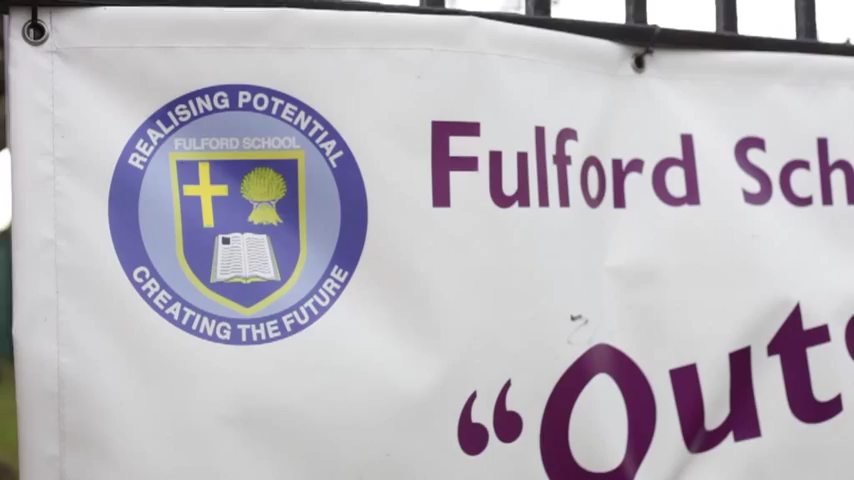 REALISING POTENTIAL
FULFORD SCHOOL
CREATING THE FUTURE
Fulford Sch
“Out